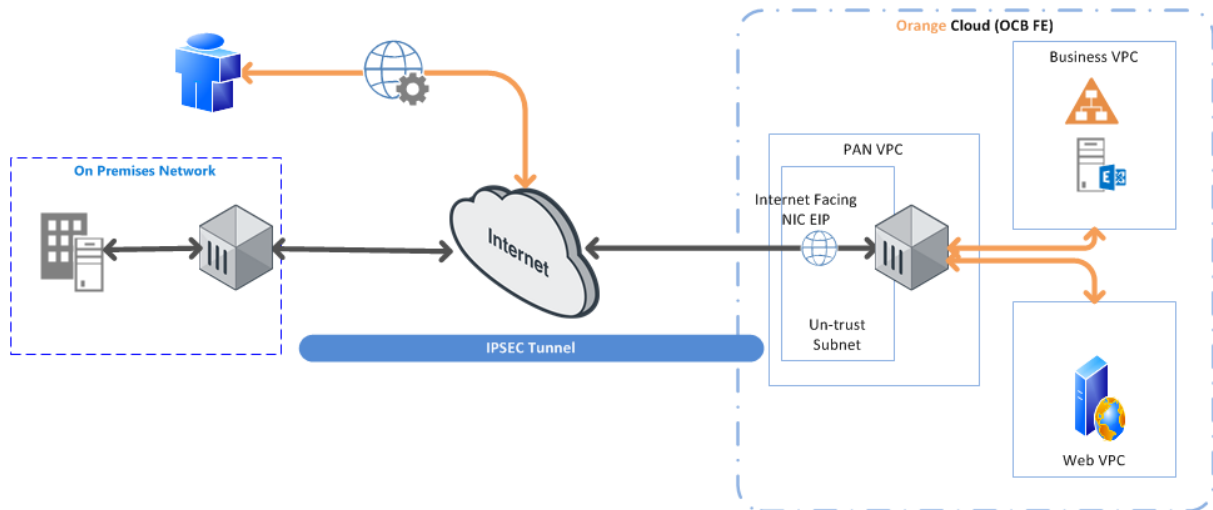 Orange Cloud (OCB FE)
Business VPC
E
PAN VPC
On Premises Network
Internet Facing
NIC EIP
Internet
Un-trust
Subnet
IPSEC Tunnel
Web VPC